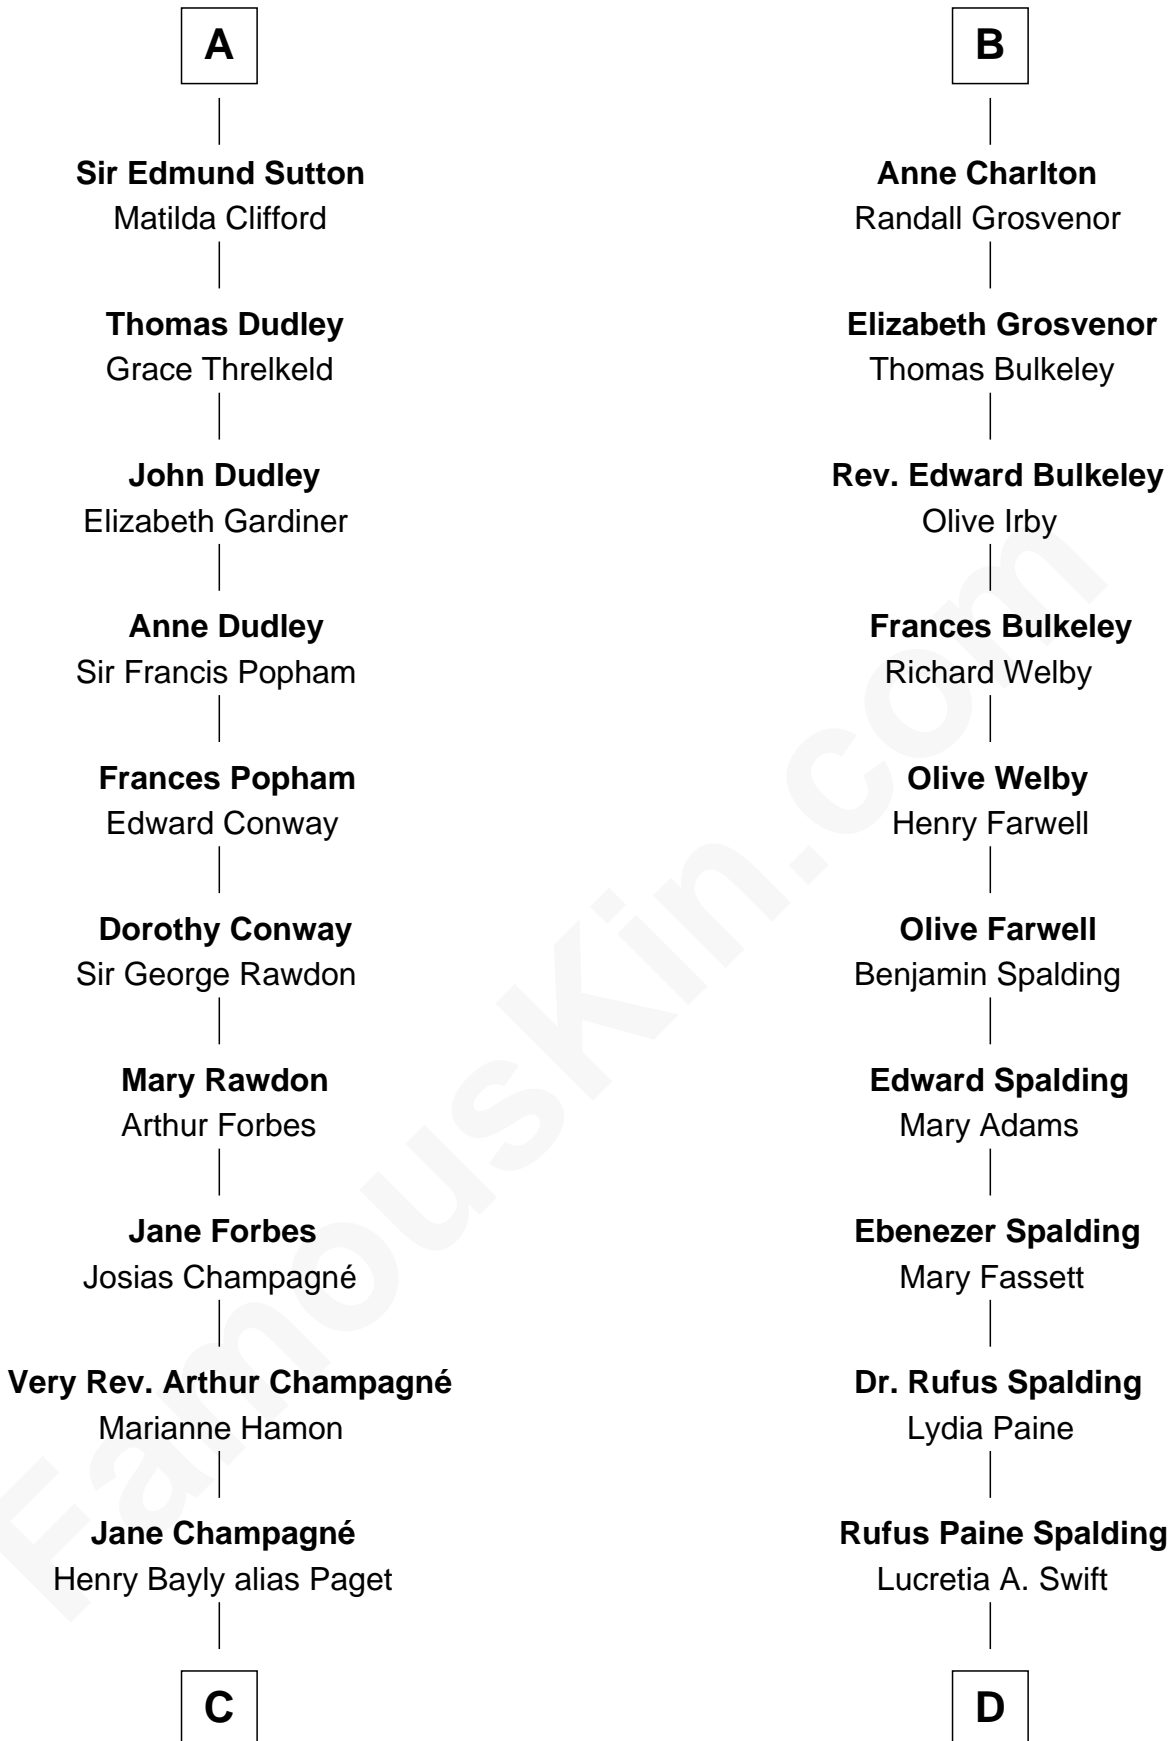 A
Sir Edmund Sutton
Matilda Clifford
Thomas Dudley
Grace Threlkeld
John Dudley
Elizabeth Gardiner
Anne Dudley
Sir Francis Popham
Frances Popham
Edward Conway
Dorothy Conway
Sir George Rawdon
Mary Rawdon
Arthur Forbes
Jane Forbes
Josias Champagné
Very Rev. Arthur Champagné
Marianne Hamon
Jane Champagné
Henry Bayly alias Paget
C
B
Anne Charlton
Randall Grosvenor
Elizabeth Grosvenor
Thomas Bulkeley
Rev. Edward Bulkeley
Olive Irby
Frances Bulkeley
Richard Welby
Olive Welby
Henry Farwell
Olive Farwell
Benjamin Spalding
Edward Spalding
Mary Adams
Ebenezer Spalding
Mary Fassett
Dr. Rufus Spalding
Lydia Paine
Rufus Paine Spalding
Lucretia A. Swift
D
FamousKin.com